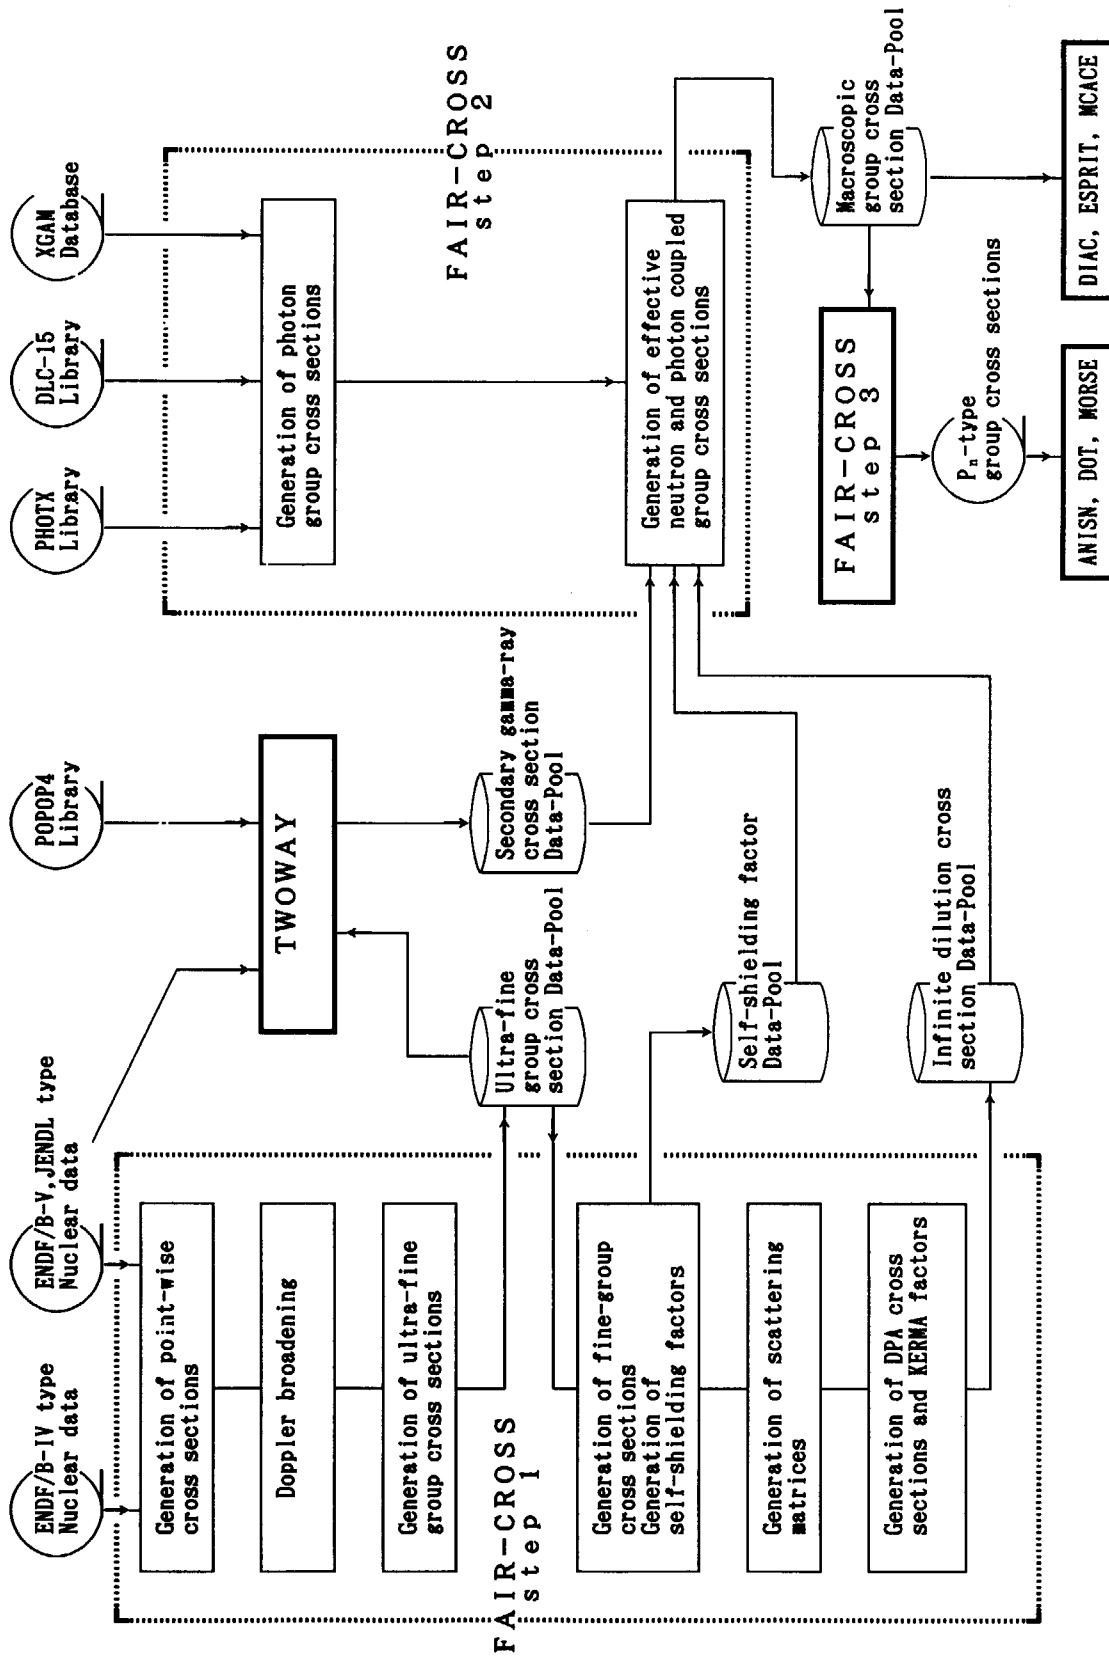 ENDF/B-IV type
Nuclear data
ENDF/B-V, JENDL type
Nuclear data
POPOP4
Library
PHOTX
Library
DLC-15
Library
XGAM
Database
FAIR-CROSS
step 1
Generation of point-wise
cross sections
Doppler broadening
Generation of ultra-fine
group cross sections
Generation of fine-group
cross sections
Generation of
self-shielding factors
Generation of scattering
matrices
Generation of DPA cross
sections and KERMA factors
TWOWAY
Ultra-fine
group cross
section Data-Pool
Secondary gamma-ray
cross section
Data-Pool
Self-shielding factor
Data-Pool
Infinite dilution cross
section Data-Pool
FAIR-CROSS
step 2
Generation of photon
group cross sections
Generation of effective
neutron and photon coupled
group cross sections
Macroscopic
group cross
section Data-Pool
FAIR-CROSS
step 3
Pn-type
group cross sections
ANISN, DOT, MORSE
DIAC, ESPRIT, MCACE